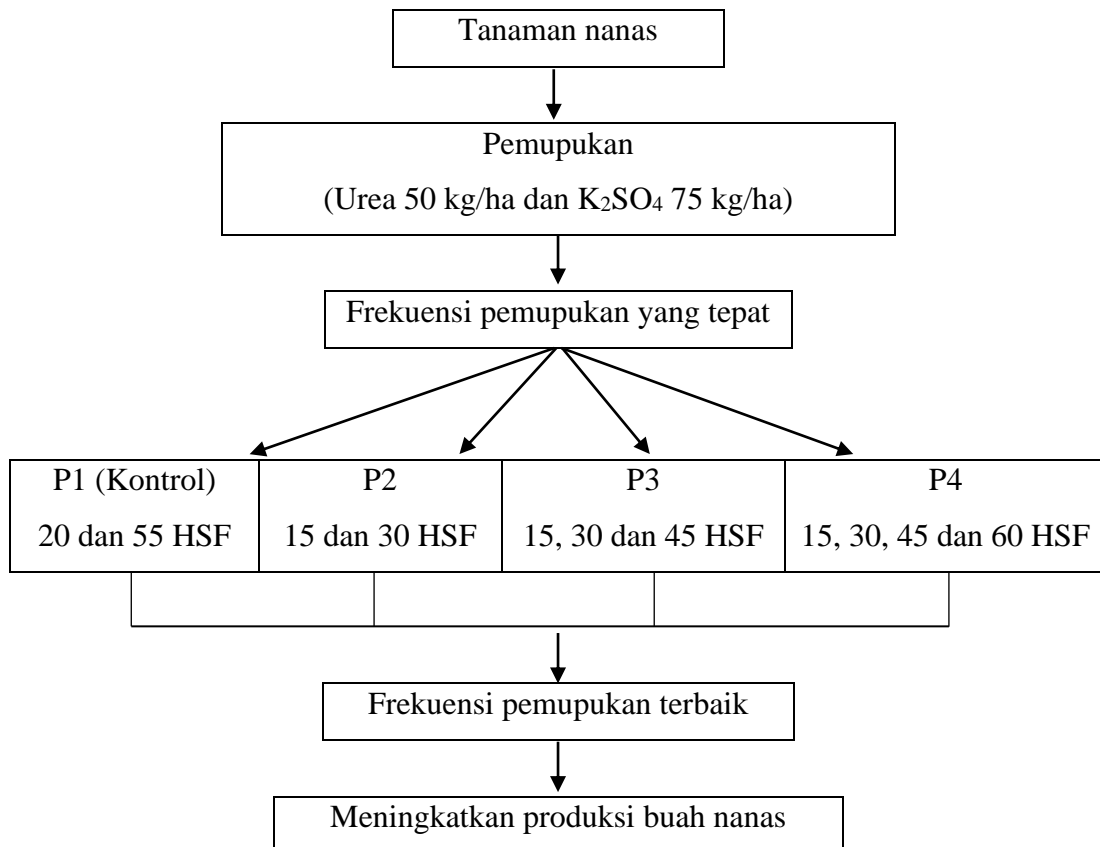 Tanaman nanas
Pemupukan
(Urea 50 kg/ha dan K₂SO₄ 75 kg/ha)
Frekuensi pemupukan yang tepat
P1 (Kontrol)
20 dan 55 HSF
P2
15 dan 30 HSF
P3
15, 30 dan 45 HSF
P4
15, 30, 45 dan 60 HSF
Frekuensi pemupukan terbaik
Meningkatkan produksi buah nanas